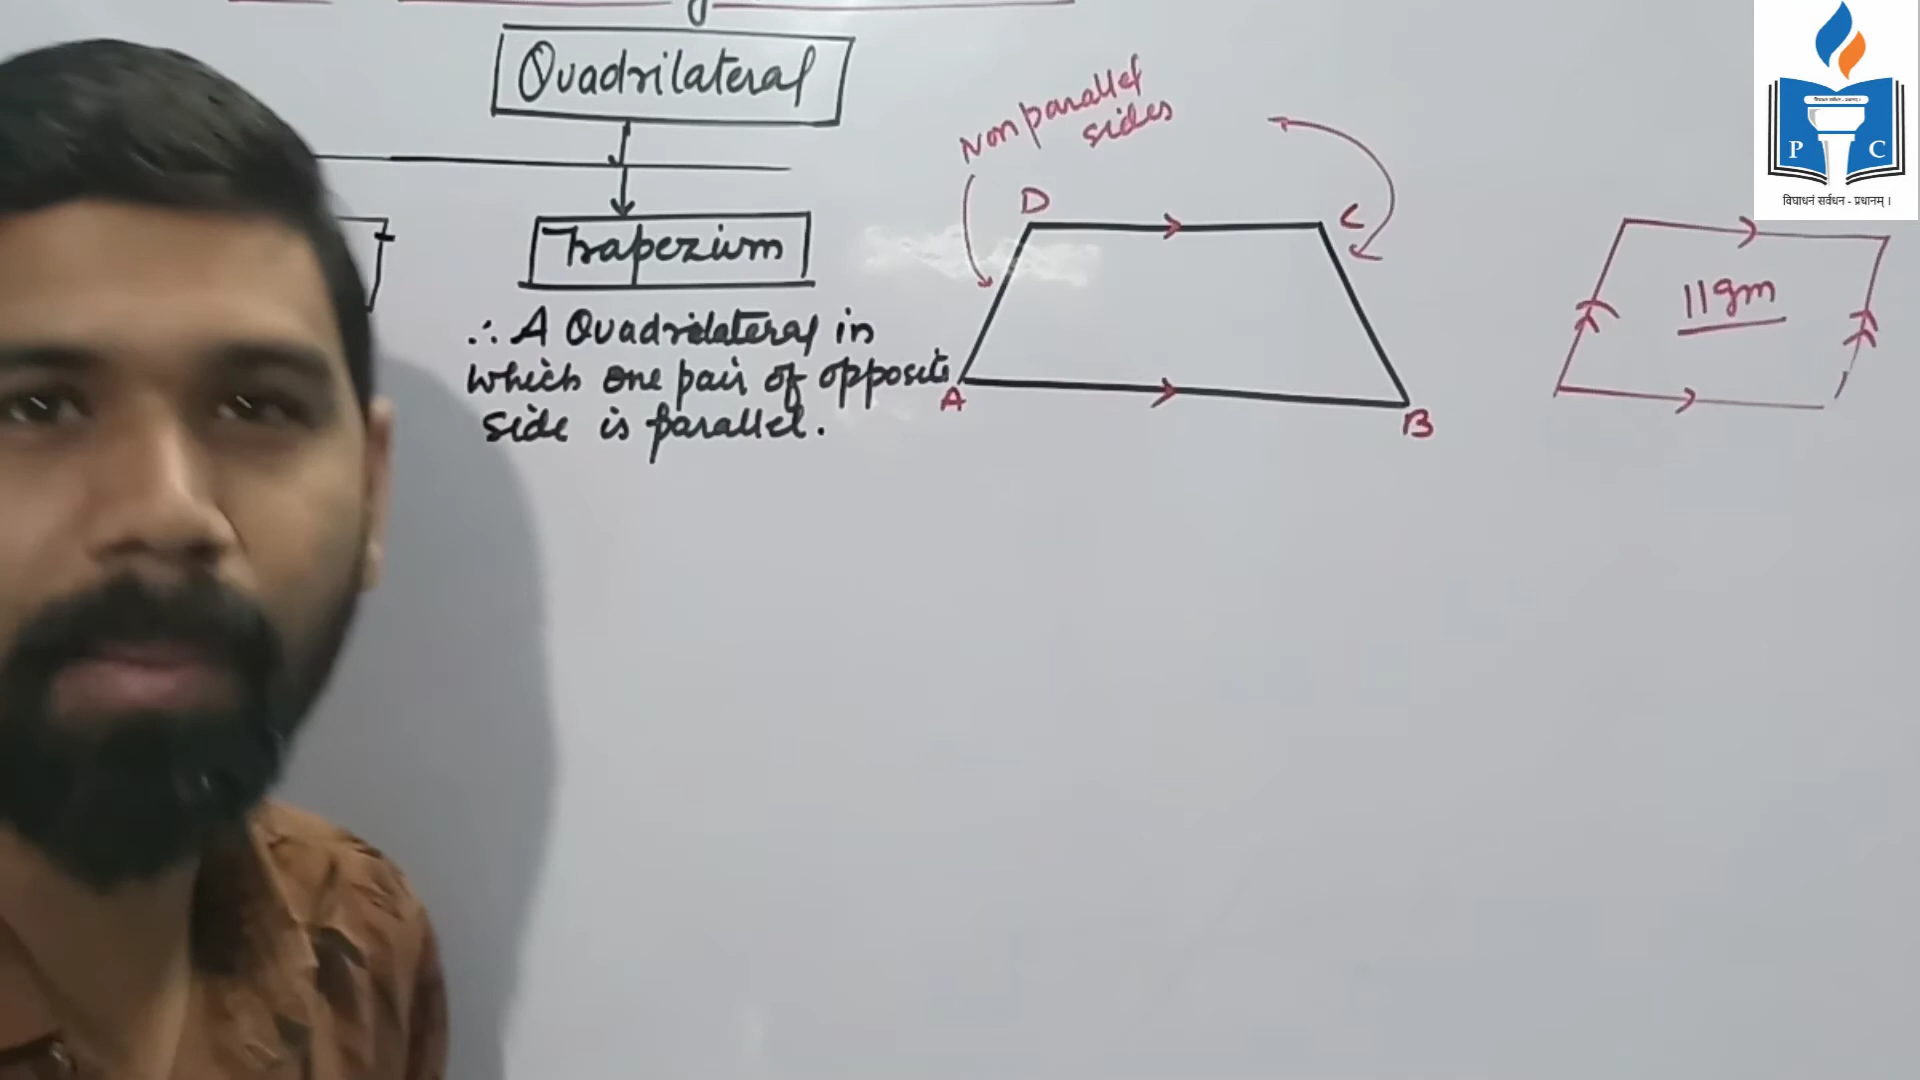 Quadrilateral
Trapezium
∴ A Quadrilateral in
which one pair of opposite
side is parallel.
Non parallel
sides
D
C
A
B
11gm
P C
विघाधनं सर्वधन - प्रधानम् ।